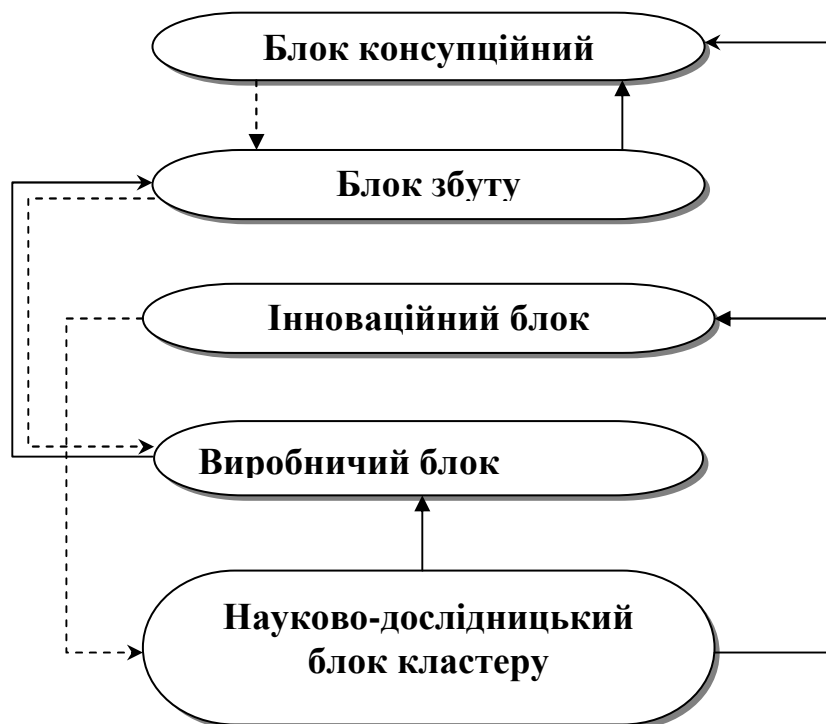 Блок консупційний
Блок збуту
Інноваційний блок
Виробничий блок
Науково-дослідницький
блок кластеру